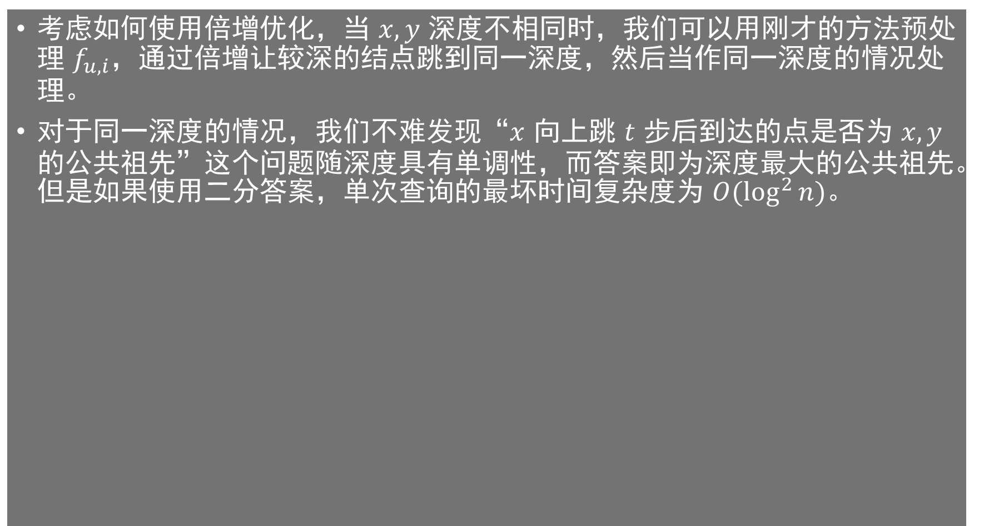 • 考虑如何使用倍增优化，当 x, y 深度不相同时，我们可以用刚才的方法预处
理 f_{u,i}，通过倍增让较深的结点跳到同一深度，然后当作同一深度的情况处
理。
• 对于同一深度的情况，我们不难发现“x 向上跳 t 步后到达的点是否为 x, y
的公共祖先”这个问题随深度具有单调性，而答案即为深度最大的公共祖先。
但是如果使用二分答案，单次查询的最坏时间复杂度为 O(log² n)。